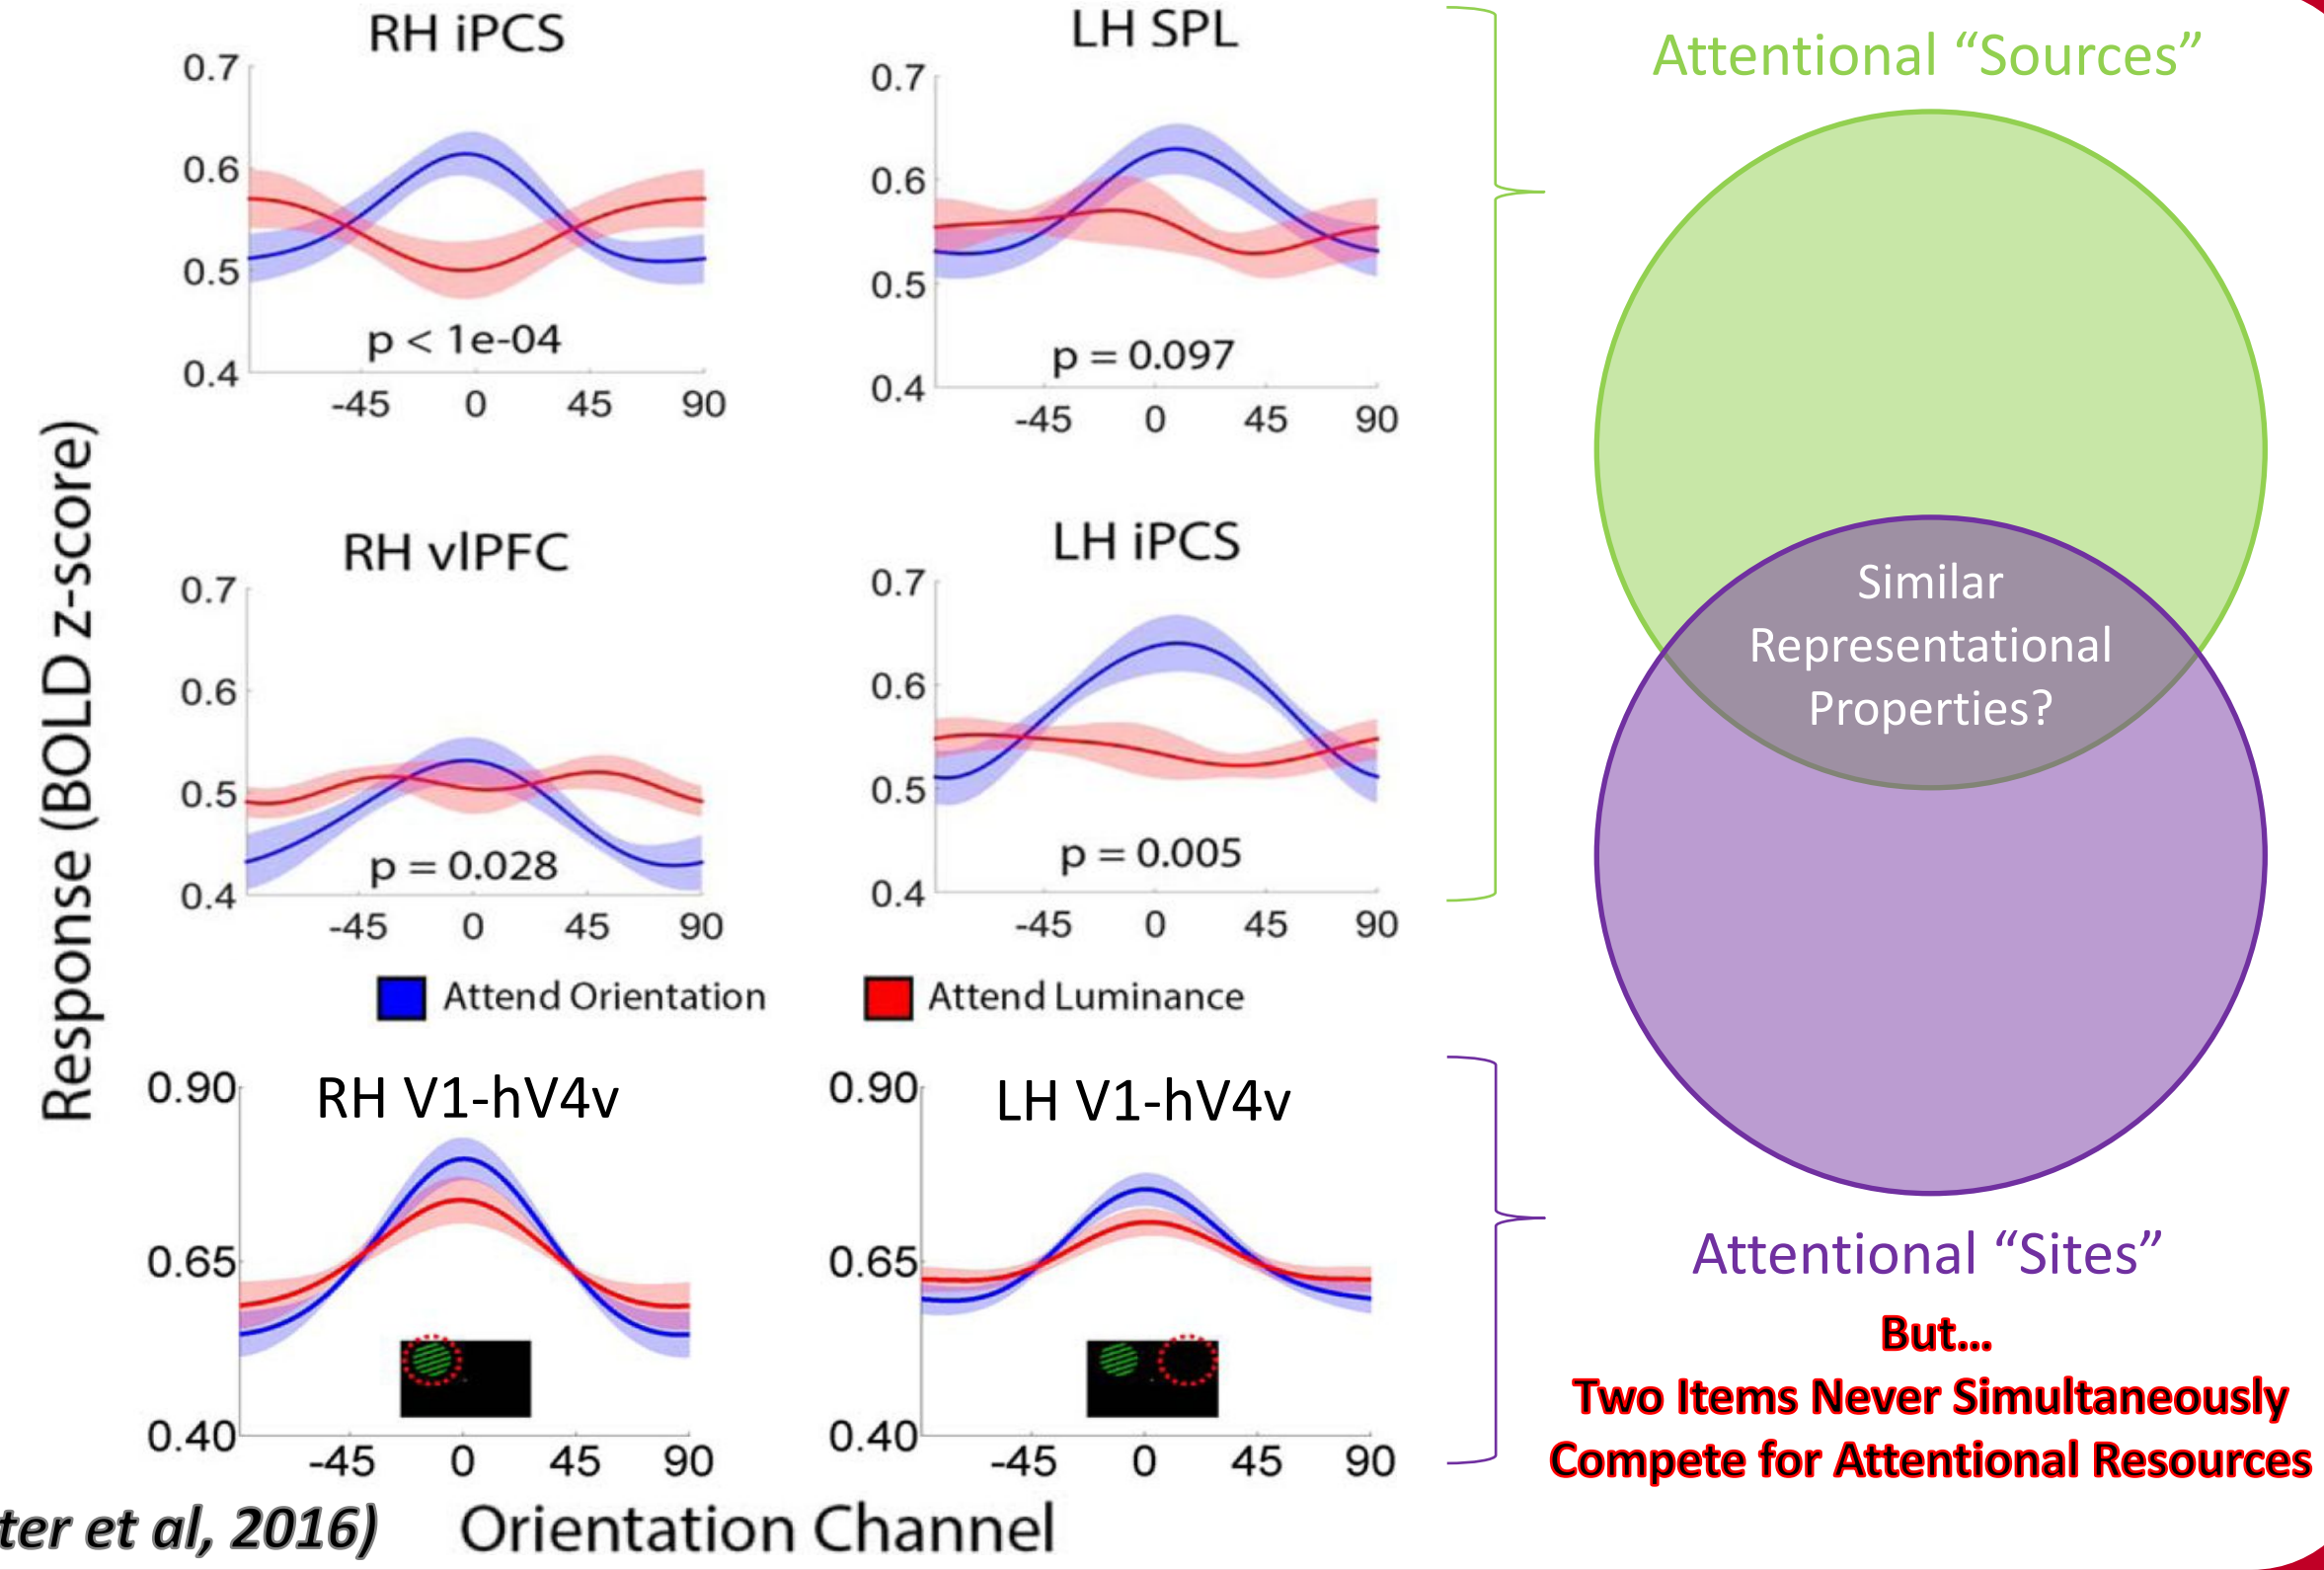 RH iPCS
0.7
0.6
0.5
0.4
p < 1e-04
-45 0 45 90
LH SPL
0.7
0.6
0.5
0.4
p = 0.097
-45 0 45 90
Response (BOLD z-score)
RH vlPFC
0.7
0.6
0.5
0.4
p = 0.028
-45 0 45 90
LH iPCS
0.7
0.6
0.5
0.4
p = 0.005
-45 0 45 90
Attend Orientation
Attend Luminance
RH V1-hV4v
0.90
0.65
0.40
-45 0 45 90
LH V1-hV4v
0.90
0.65
0.40
-45 0 45 90
Orientation Channel
ter et al, 2016)
Attentional “Sources”
Similar
Representational
Properties?
Attentional “Sites”
But...
Two Items Never Simultaneously
Compete for Attentional Resources